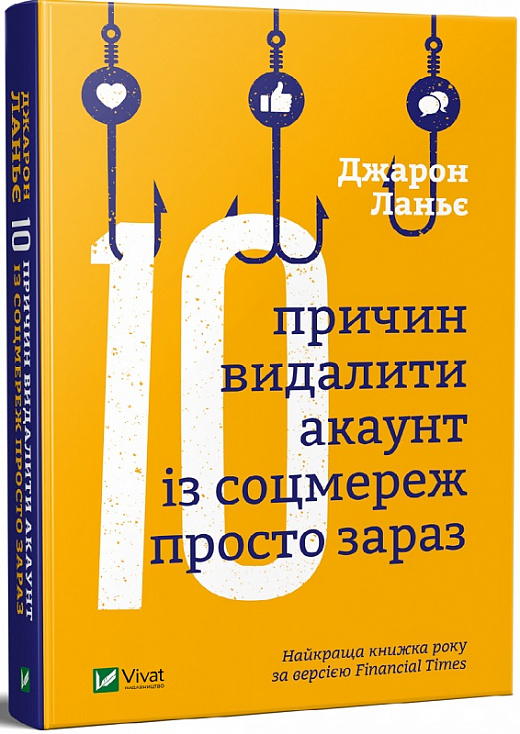 Джарон
Ланьє
10
причин
видалити
акаунт
із соцмереж
просто зараз
Найкраща книжка року
за версією Financial Times
Vivat
видавництво
ДЖАРОН
ЛАНЬЄ
10
ПРИЧИН ВИДАЛИТИ АКАУНТ
ІЗ СОЦМЕРЕЖ ПРОСТО ЗАРАЗ